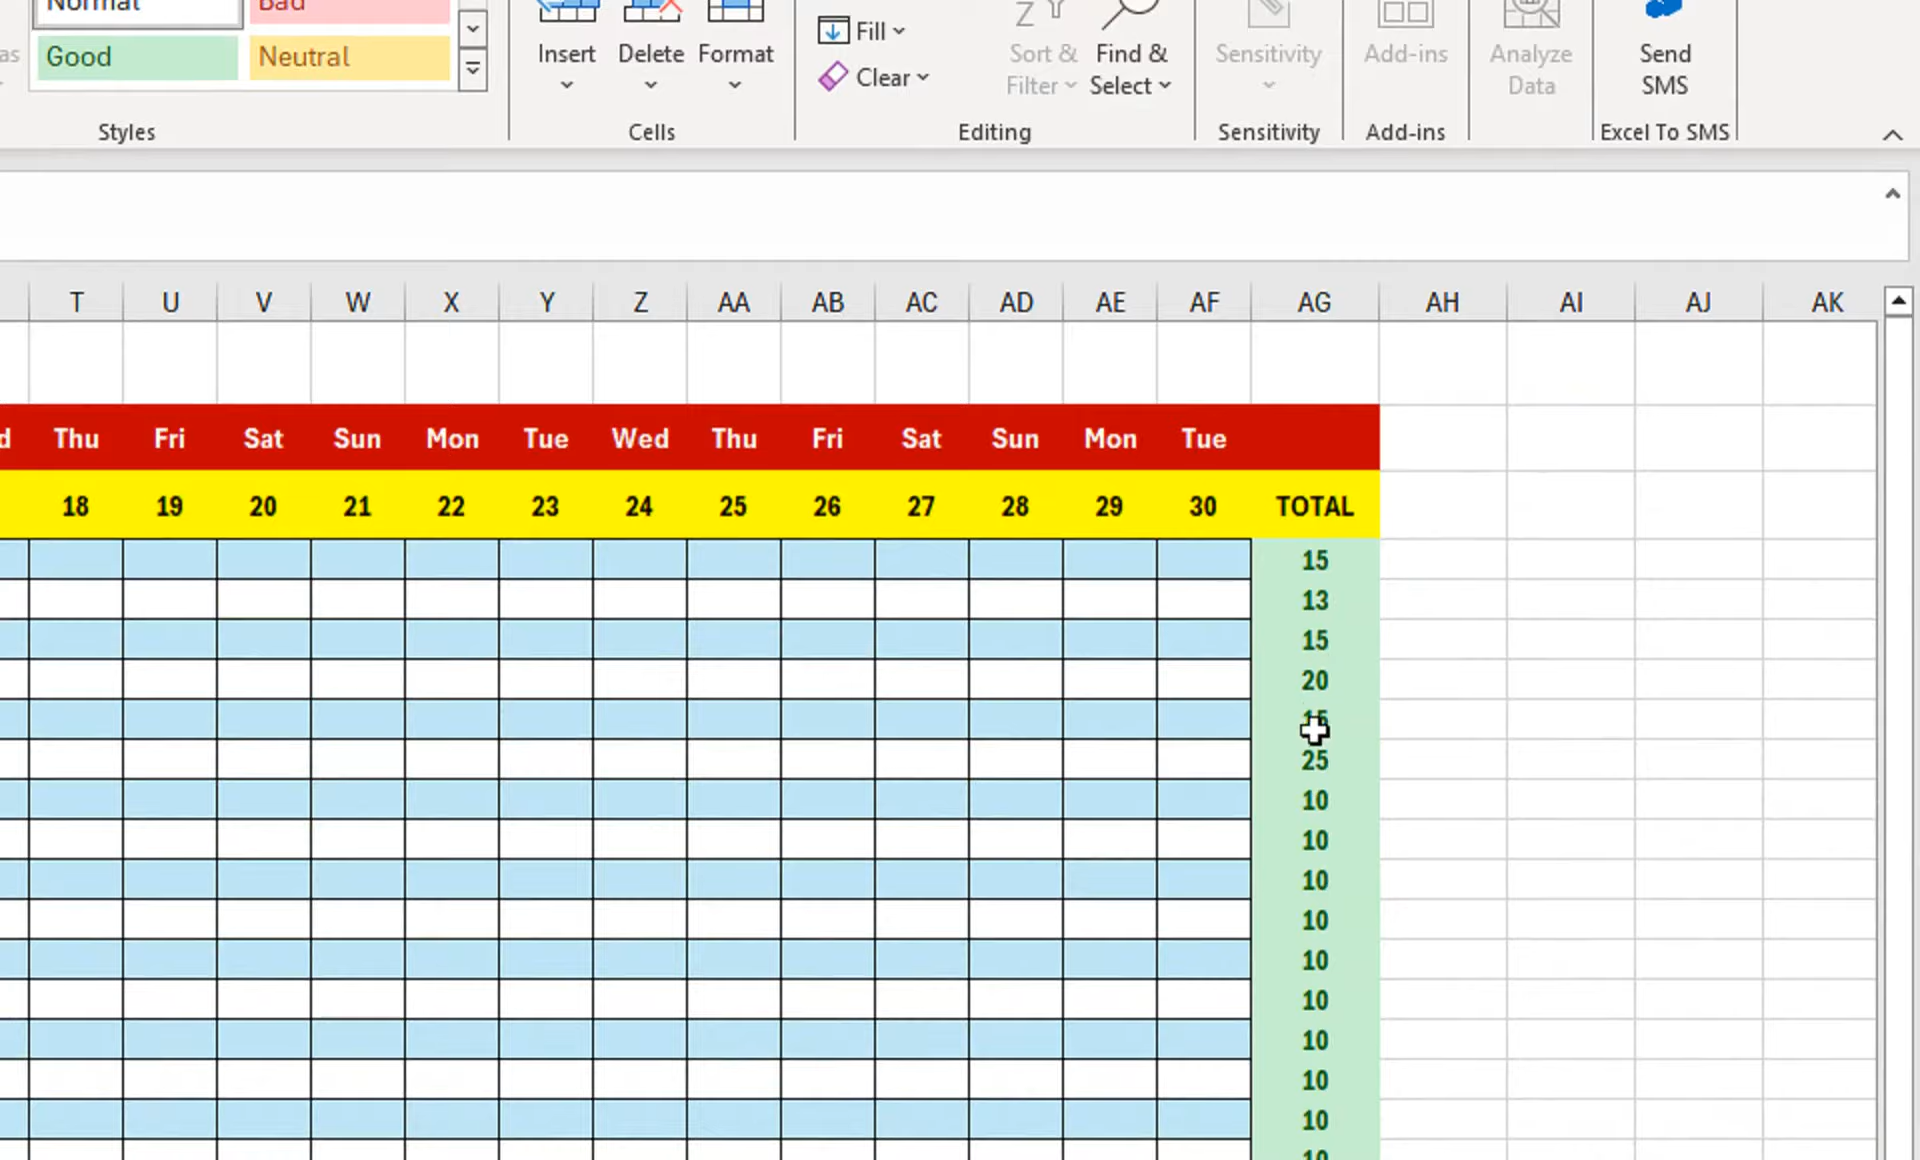 Normal Bad
Good Neutral
Styles
Insert Delete Format
Cells
Fill
Clear
Sort & Filter
Find & Select
Editing
Sensitivity
Sensitivity
Add-ins
Add-ins
Analyze Data
Send SMS
Excel To SMS
T U V W X Y Z AA AB AC AD AE AF AG AH AI AJ AK
Thu Fri Sat Sun Mon Tue Wed Thu Fri Sat Sun Mon Tue
18 19 20 21 22 23 24 25 26 27 28 29 30 TOTAL
15
13
15
20
25
10
10
10
10
10
10
10
10
10